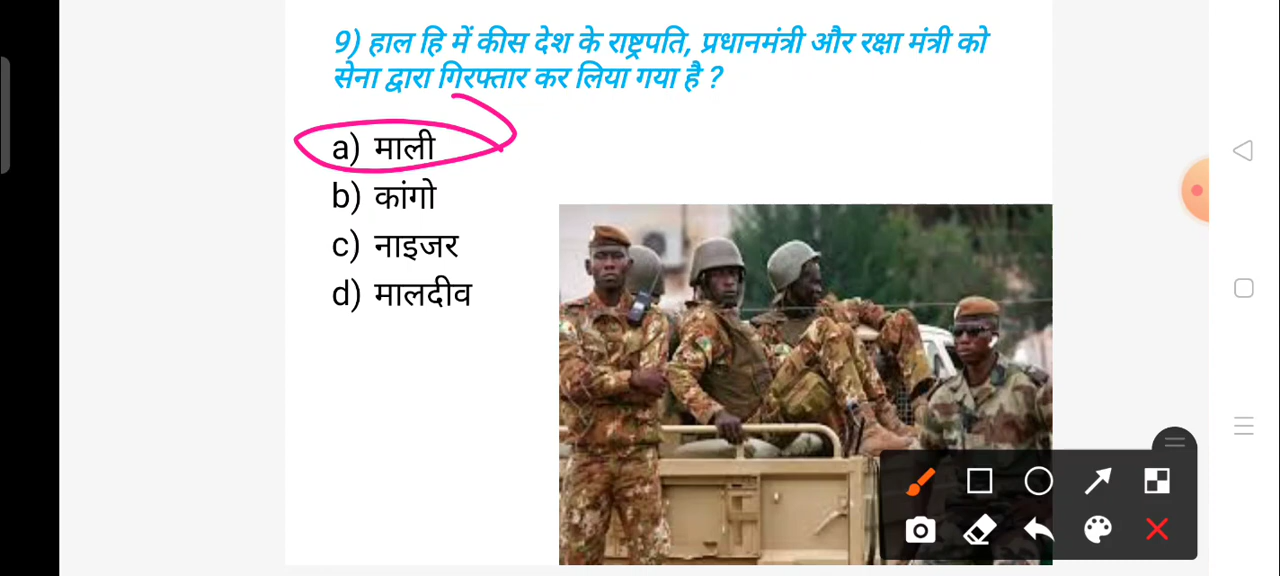 9) हाल हि में कीस देश के राष्ट्रपति, प्रधानमंत्री और रक्षा मंत्री को
सेना द्वारा गिरफ्तार कर लिया गया है ?
a) माली
b) कांगो
c) नाइजर
d) मालदीव